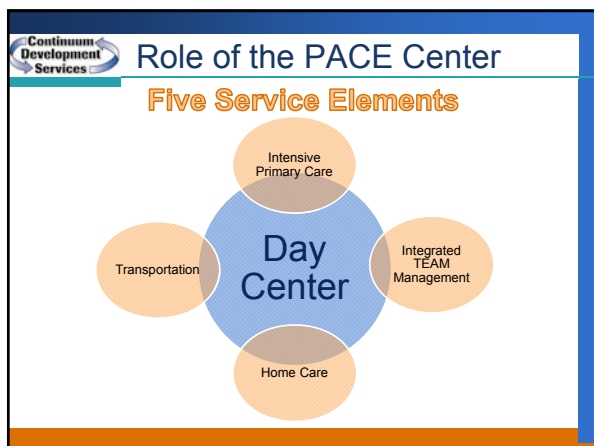 Continuum
Development
Services
Role of the PACE Center
Five Service Elements
Intensive
Primary Care
Transportation
Day
Center
Integrated
TEAM
Management
Home Care